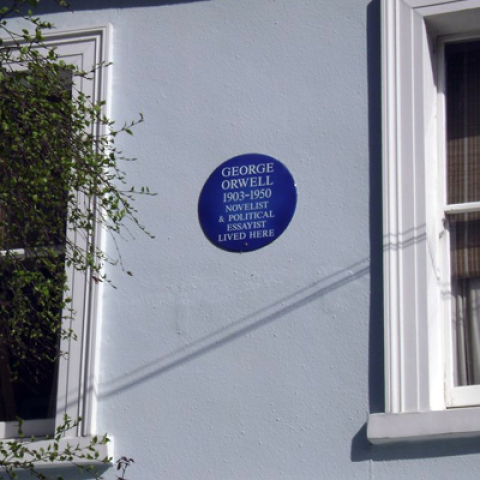 GEORGE
ORWELL
1903-1950
NOVELIST
& POLITICAL
ESSAYIST
LIVED HERE